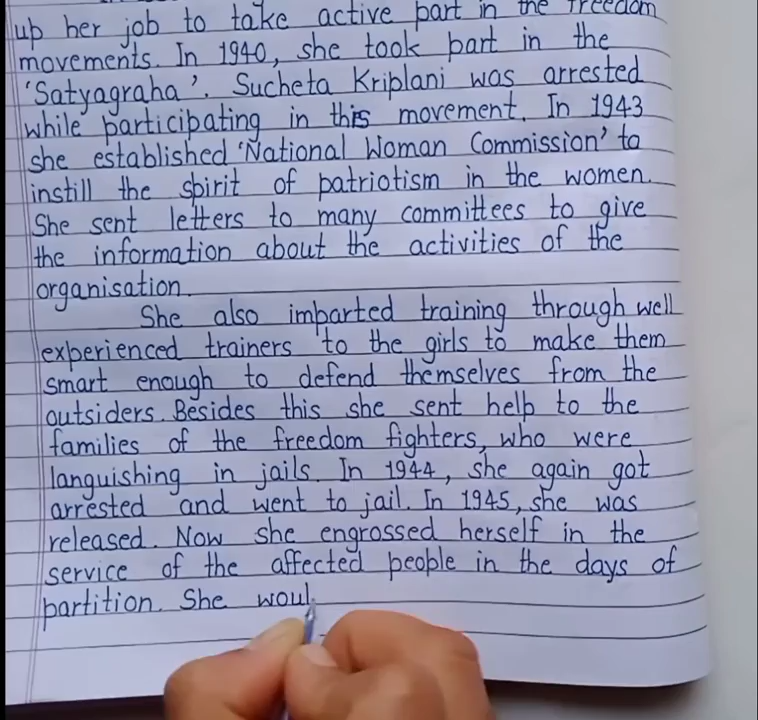 up her job to take active part in the freedom
movements. In 1940, she took part in the
'Satyagraha'. Sucheta Kriplani was arrested
while participating in this movement. In 1943
she established 'National Woman Commission' to
instill the spirit of patriotism in the women.
She sent letters to many committees to give
the information about the activities of the
organisation.
She also imparted training through well
experienced trainers to the girls to make them
smart enough to defend themselves from the
outsiders. Besides this she sent help to the
families of the freedom fighters, who were
languishing in jails. In 1944, she again got
arrested and went to jail. In 1945, she was
released. Now she engrossed herself in the
service of the affected people in the days of
partition. She woul